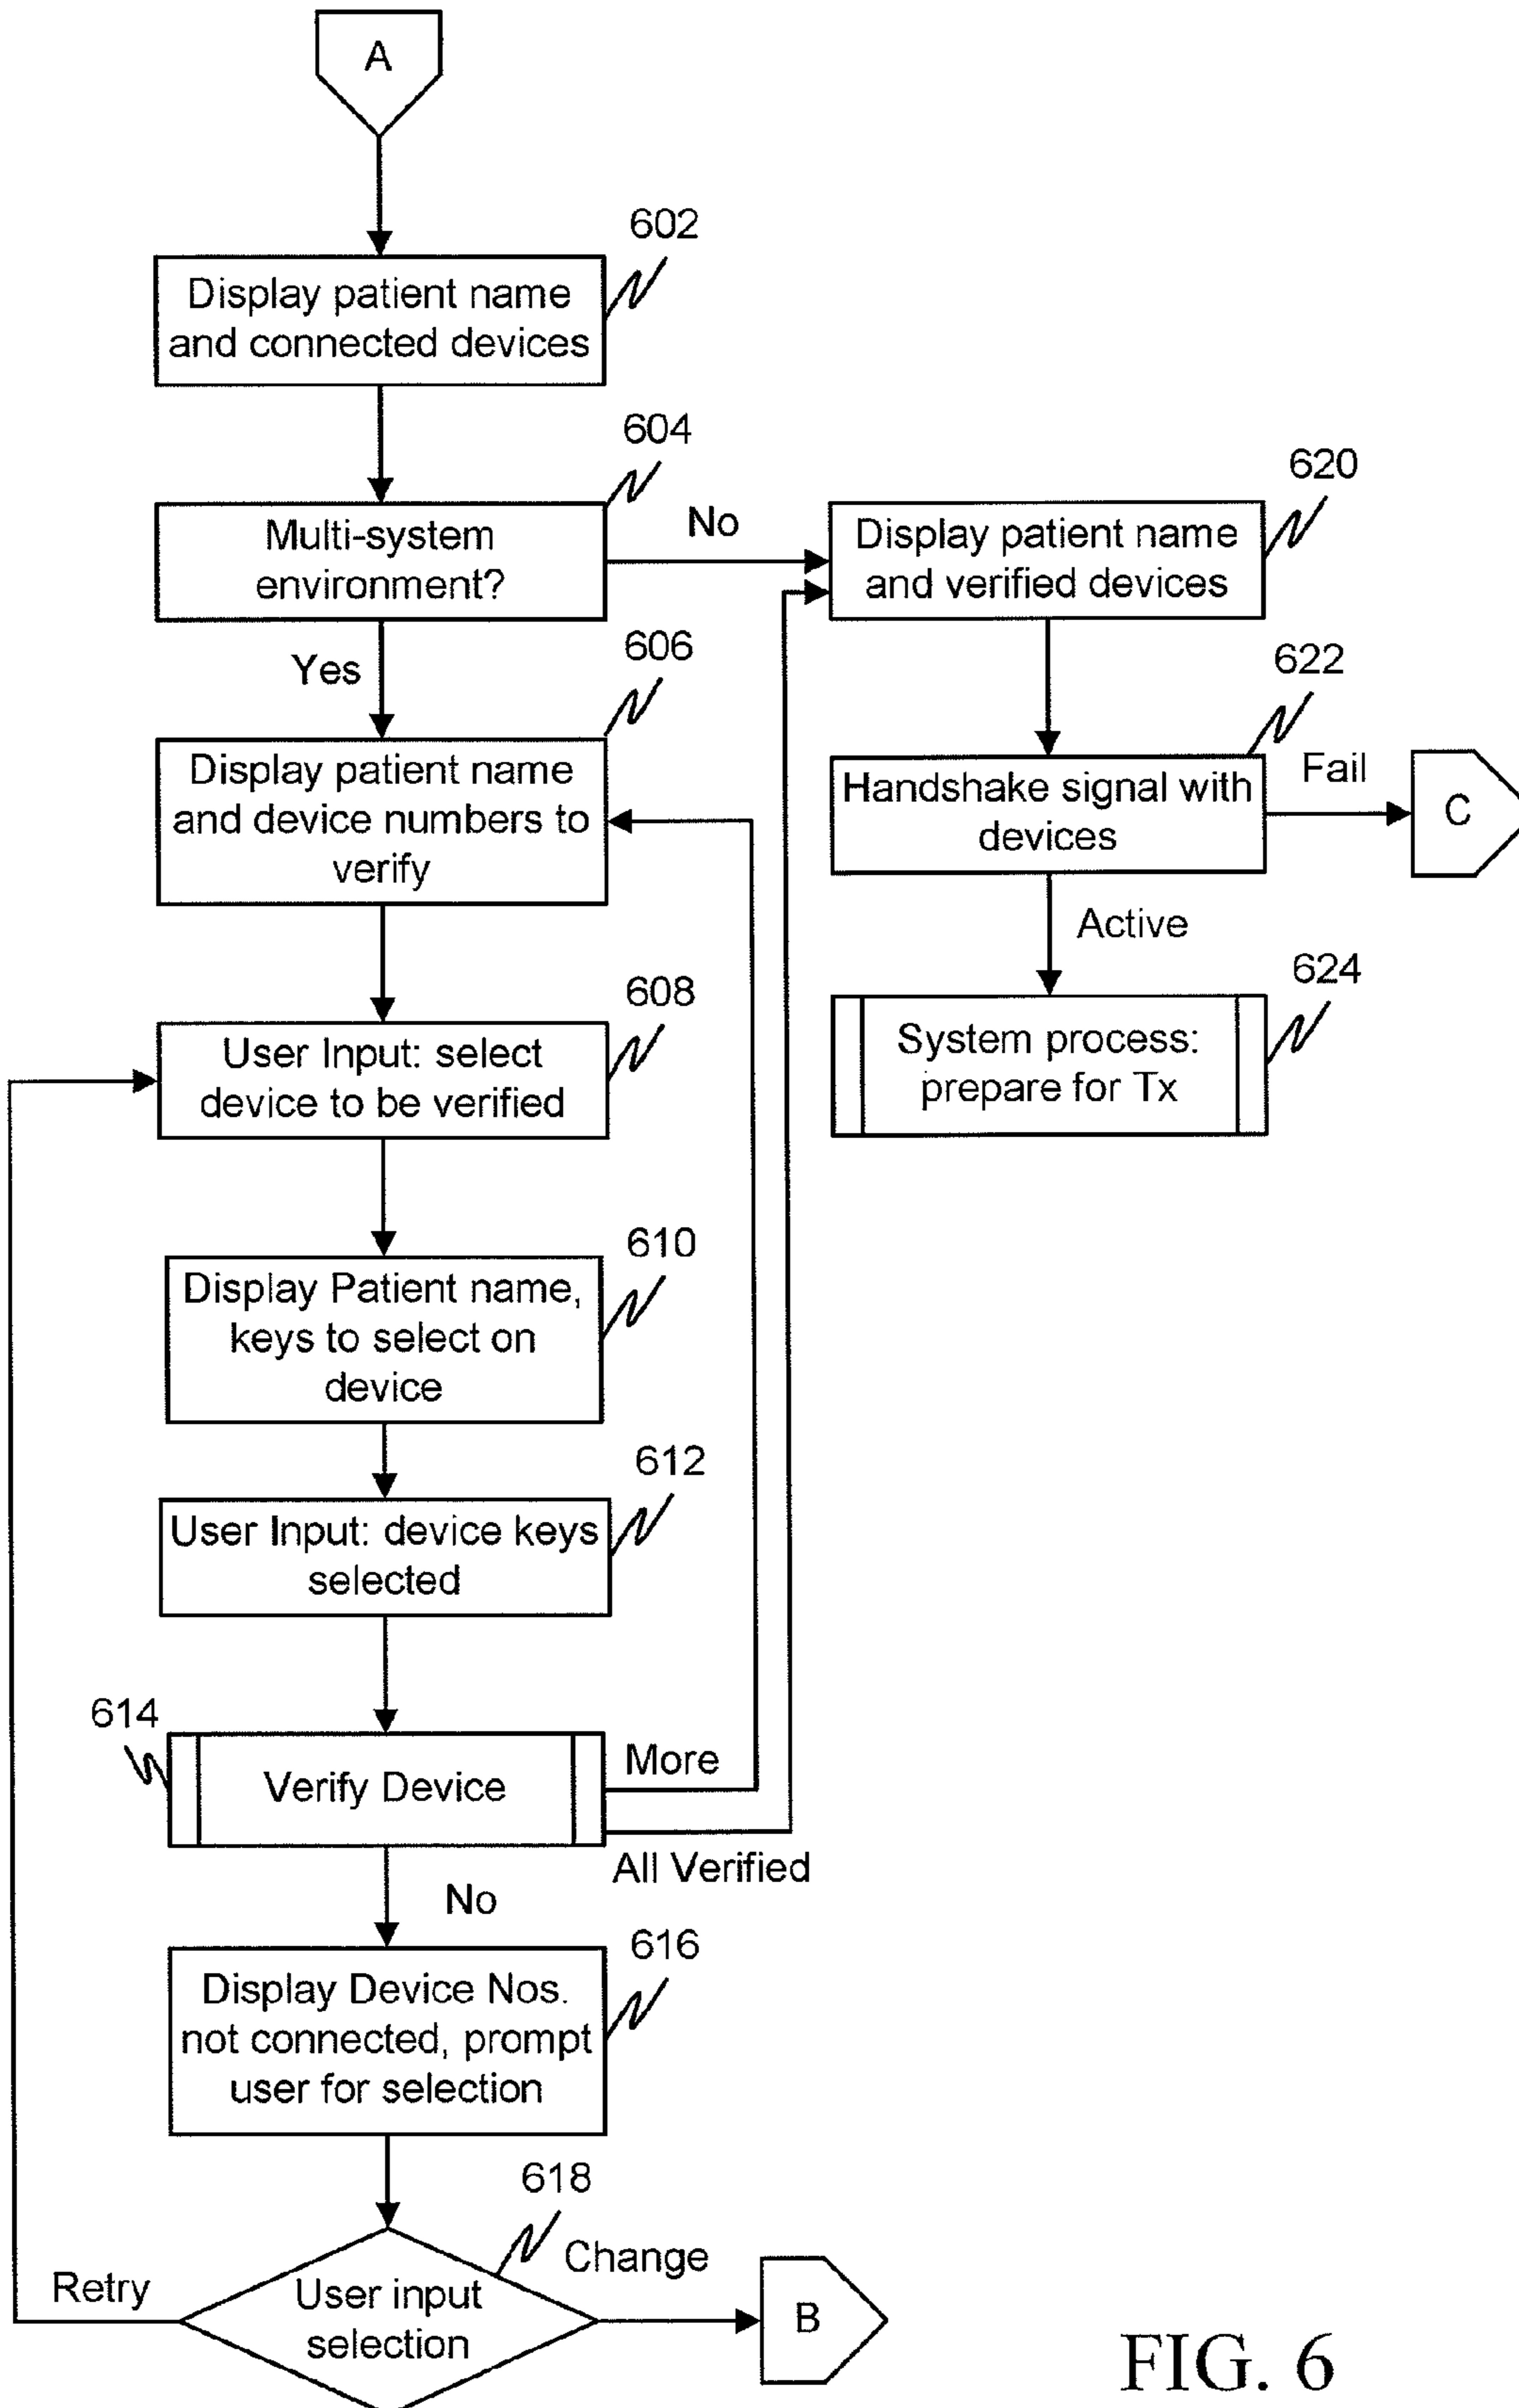 A
602
Display patient name
and connected devices
604
Multi-system
environment?
No
620
Display patient name
and verified devices
Yes
606
Display patient name
and device numbers to
verify
622
Handshake signal with
devices
Fail
C
Active
624
System process:
prepare for Tx
608
User Input: select
device to be verified
610
Display Patient name,
keys to select on
device
612
User Input: device keys
selected
614
Verify Device
More
All Verified
No
616
Display Device Nos.
not connected, prompt
user for selection
618
Retry
User input
selection
Change
B
FIG. 6